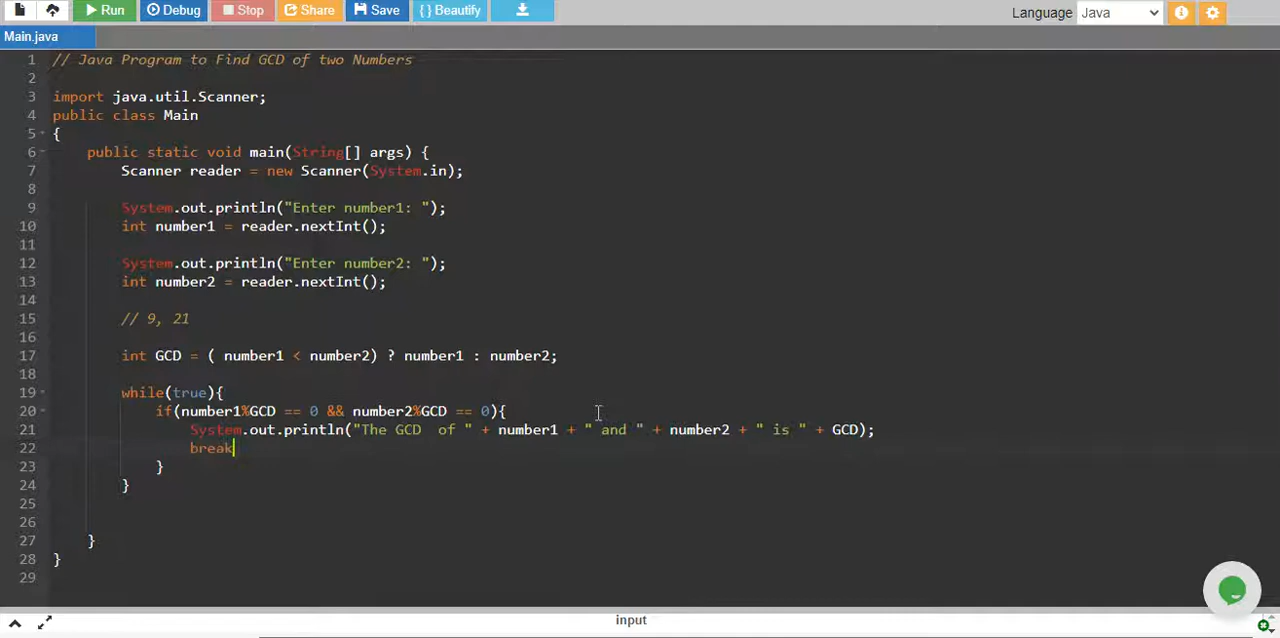 Run Debug Stop Share Save { } Beautify Language Java
Main.java
1 // Java Program to Find GCD of two Numbers
2
3 import java.util.Scanner;
4 public class Main
5 {
6 public static void main(String[] args) {
7 Scanner reader = new Scanner(System.in);
8
9 System.out.println("Enter number1: ");
10 int number1 = reader.nextInt();
11
12 System.out.println("Enter number2: ");
13 int number2 = reader.nextInt();
14
15 // 9, 21
16
17 int GCD = ( number1 < number2) ? number1 : number2;
18
19 while(true){
20 if(number1%GCD == 0 && number2%GCD == 0){
21 System.out.println("The GCD  of " + number1 + " and " + number2 + " is " + GCD);
22 break
23 }
24 }
25
26
27 }
28 }
29
input